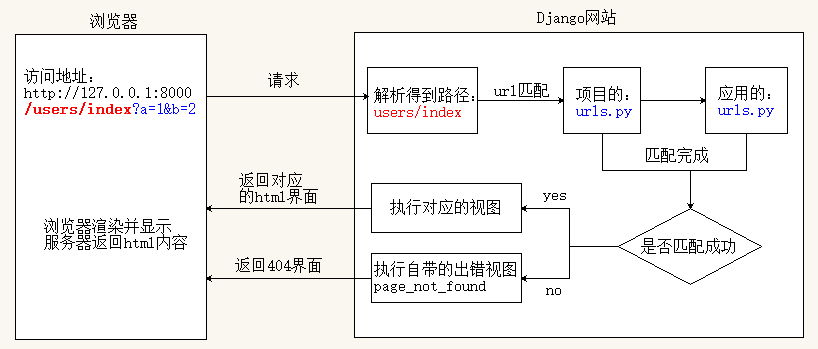 浏览器
访问地址：
http://127.0.0.1:8000
/users/index?a=1&b=2
浏览器渲染并显示
服务器返回html内容
请求
返回对应
的html界面
返回404界面
Django网站
解析得到路径：
users/index
url匹配
项目的：
urls.py
应用的：
urls.py
匹配完成
是否匹配成功
yes
执行对应的视图
no
执行自带的出错视图
page_not_found